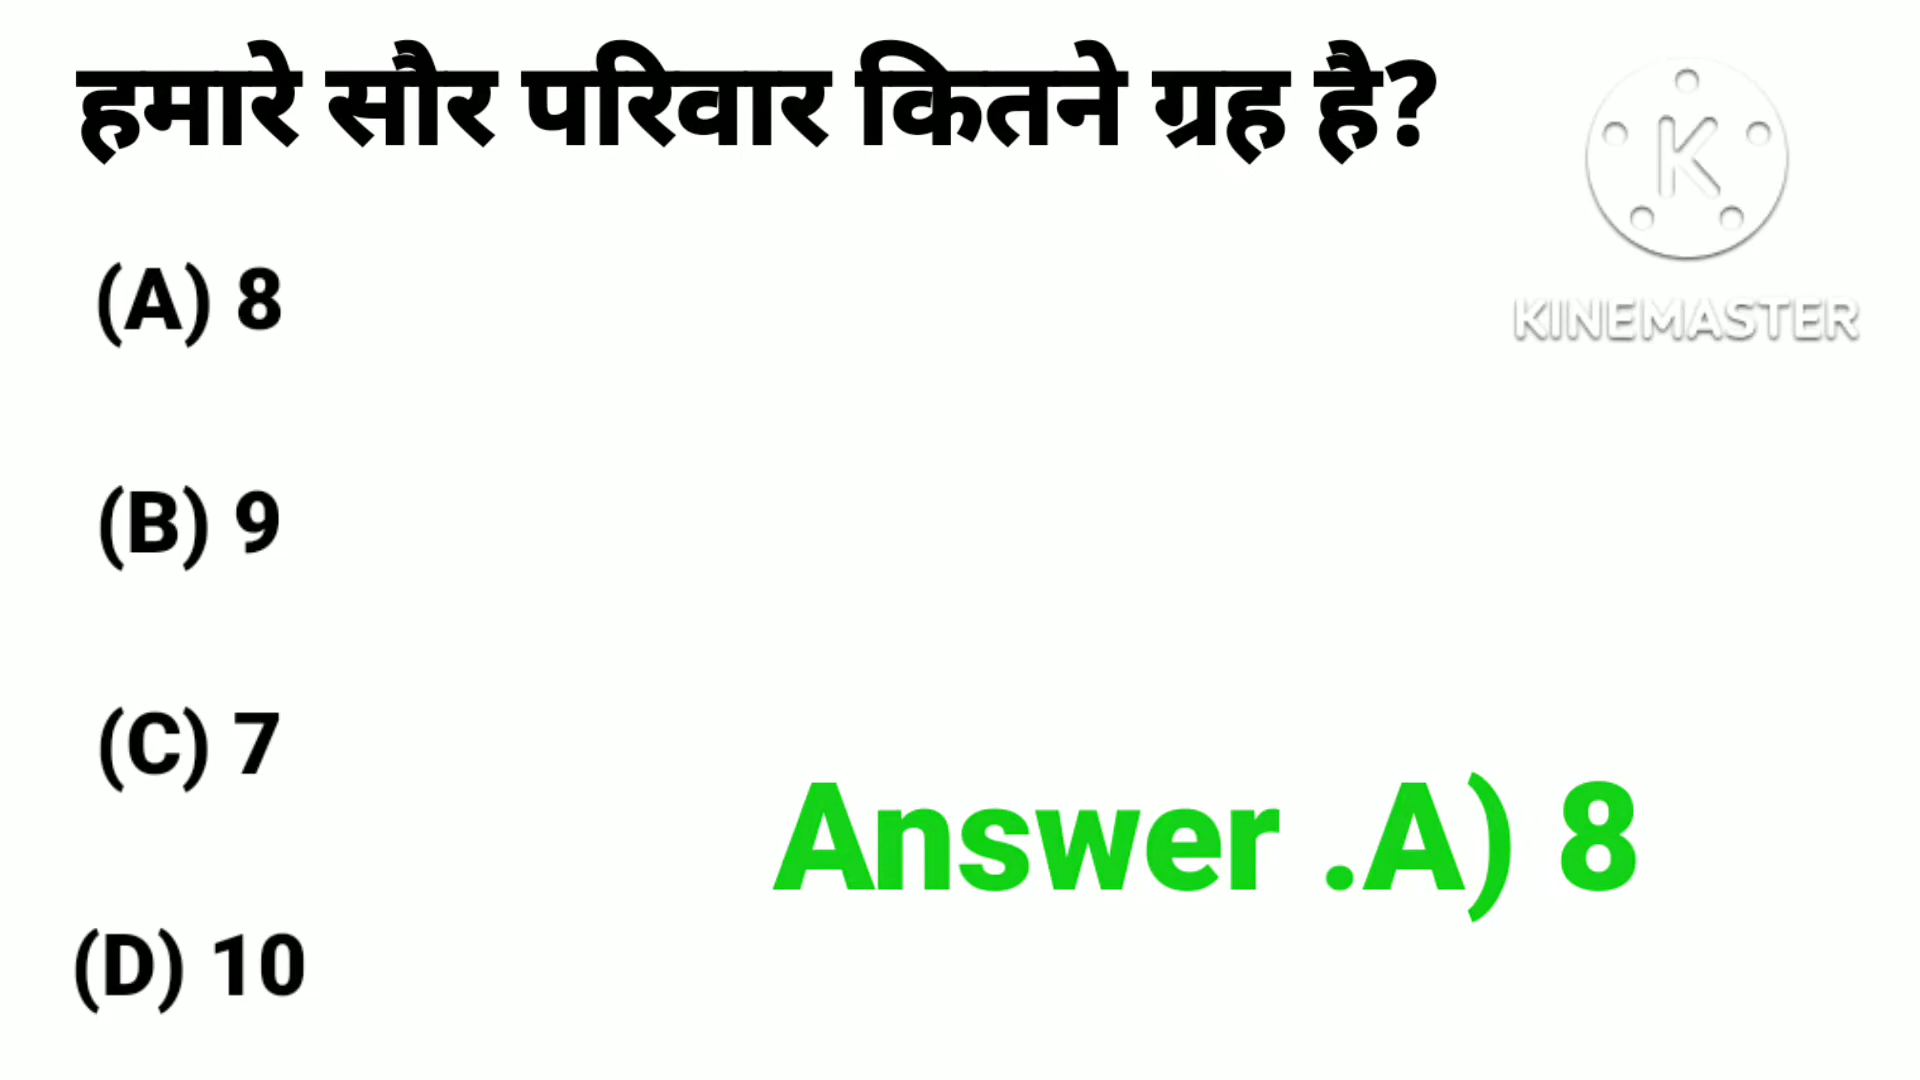 हमारे सौर परिवार कितने ग्रह है?
(A) 8
(B) 9
(C) 7
(D) 10
Answer .A) 8
K
KINEMASTER